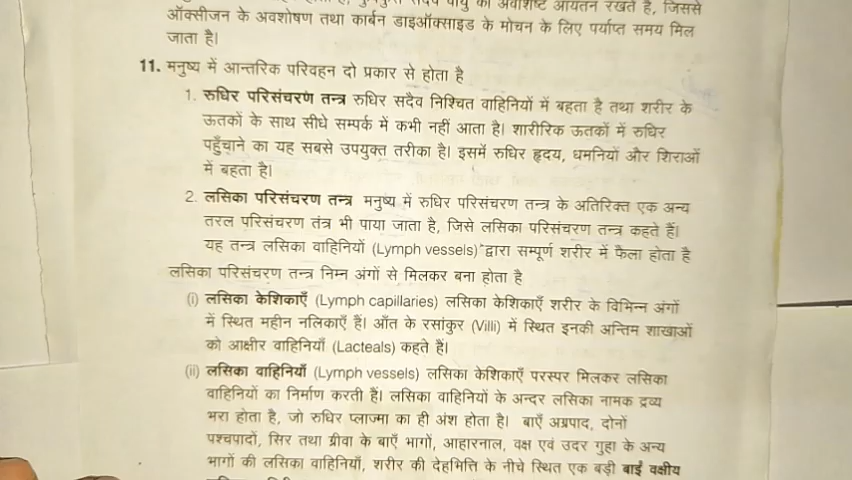 वायु का अवशिष्ट आयतन रखते है, जिससे
ऑक्सीजन के अवशोषण तथा कार्बन डाइऑक्साइड के मोचन के लिए पर्याप्त समय मिल
जाता है।
11. मनुष्य में आन्तरिक परिवहन दो प्रकार से होता है
1. रुधिर परिसंचरण तन्त्र रुधिर सदैव निश्चित वाहिनियों में बहता है तथा शरीर के
ऊतकों के साथ सीधे सम्पर्क में कभी नहीं आता है। शारीरिक ऊतकों में रुधिर
पहुँचाने का यह सबसे उपयुक्त तरीका है। इसमें रुधिर हृदय, धमनियों और शिराओं
में बहता है।
2. लसिका परिसंचरण तन्त्र मनुष्य में रुधिर परिसंचरण तन्त्र के अतिरिक्त एक अन्य
तरल परिसंचरण तंत्र भी पाया जाता है, जिसे लसिका परिसंचरण तन्त्र कहते हैं।
यह तन्त्र लसिका वाहिनियों (Lymph vessels) द्वारा सम्पूर्ण शरीर में फैला होता है
लसिका परिसंचरण तन्त्र निम्न अंगों से मिलकर बना होता है
(i) लसिका केशिकाएँ (Lymph capillaries) लसिका केशिकाएँ शरीर के विभिन्न अंगों
में स्थित महीन नलिकाएँ हैं। आँत के रसांकुर (Villi) में स्थित इनकी अन्तिम शाखाओं
को आक्षीर वाहिनियाँ (Lacteals) कहते हैं।
(ii) लसिका वाहिनियाँ (Lymph vessels) लसिका केशिकाएँ परस्पर मिलकर लसिका
वाहिनियों का निर्माण करती हैं। लसिका वाहिनियों के अन्दर लसिका नामक द्रव्य
भरा होता है, जो रुधिर प्लाज्मा का ही अंश होता है। बाएँ अग्रपाद, दोनों
पश्चपादों, सिर तथा ग्रीवा के बाएँ भागों, आहारनाल, वक्ष एवं उदर गुहा के अन्य
भागों की लसिका वाहिनियाँ, शरीर की देहभित्ति के नीचे स्थित एक बड़ी बाईं वक्षीय